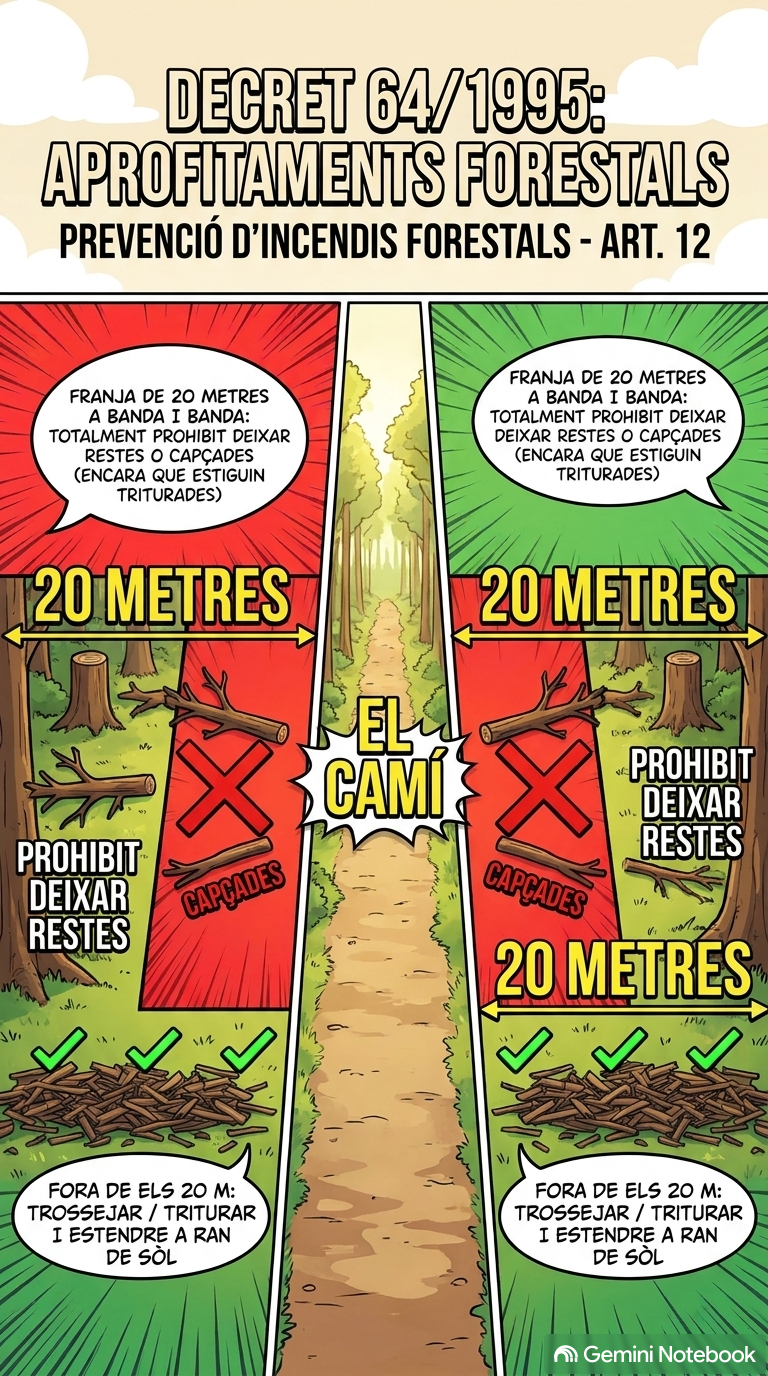 DECRET 64/1995:
APROFITAMENTS FORESTALS
PREVENCIÓ D'INCENDIS FORESTALS - ART. 12
FRANJA DE 20 METRES
A BANDA I BANDA:
TOTALMENT PROHIBIT DEIXAR
RESTES O CAPÇADES
(ENCARA QUE ESTIGUIN
TRITURADES)
FRANJA DE 20 METRES
A BANDA I BANDA:
TOTALMENT PROHIBIT DEIXAR
DEIXAR RESTES O CAPÇADES
(ENCARA QUE ESTIGUIN
TRITURADES)
20 METRES
20 METRES
EL
CAMÍ
PROHIBIT
DEIXAR
RESTES
CAPÇADES
CAPÇADES
PROHIBIT
DEIXAR
RESTES
20 METRES
FORA DE ELS 20 M:
TROSSEJAR / TRITURAR
I ESTENDRE A RAN
DE SÒL
FORA DE ELS 20 M:
TROSSEJAR / TRITURAR
I ESTENDRE A RAN
DE SÒL
Gemini Notebook